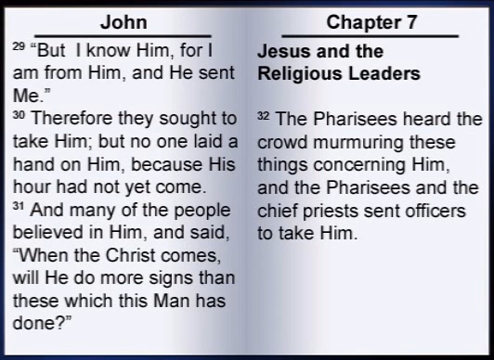 John
29 “But I know Him, for I
am from Him, and He sent
Me.”
30 Therefore they sought to
take Him; but no one laid a
hand on Him, because His
hour had not yet come.
31 And many of the people
believed in Him, and said,
“When the Christ comes,
will He do more signs than
these which this Man has
done?”
Chapter 7
Jesus and the
Religious Leaders
32 The Pharisees heard the
crowd murmuring these
things concerning Him,
and the Pharisees and the
chief priests sent officers
to take Him.